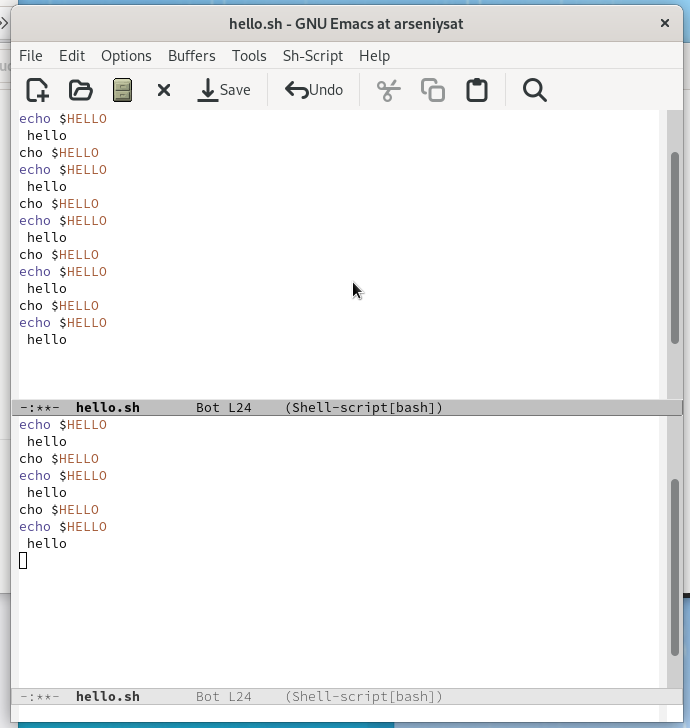 hello.sh - GNU Emacs at arseniysat
File Edit Options Buffers Tools Sh-Script Help
Save Undo
echo $HELLO
 hello
cho $HELLO
echo $HELLO
 hello
cho $HELLO
echo $HELLO
 hello
cho $HELLO
echo $HELLO
 hello
cho $HELLO
echo $HELLO
 hello
-:**-  hello.sh       Bot L24    (Shell-script[bash])
echo $HELLO
 hello
cho $HELLO
echo $HELLO
 hello
cho $HELLO
echo $HELLO
 hello
-:**-  hello.sh       Bot L24    (Shell-script[bash])